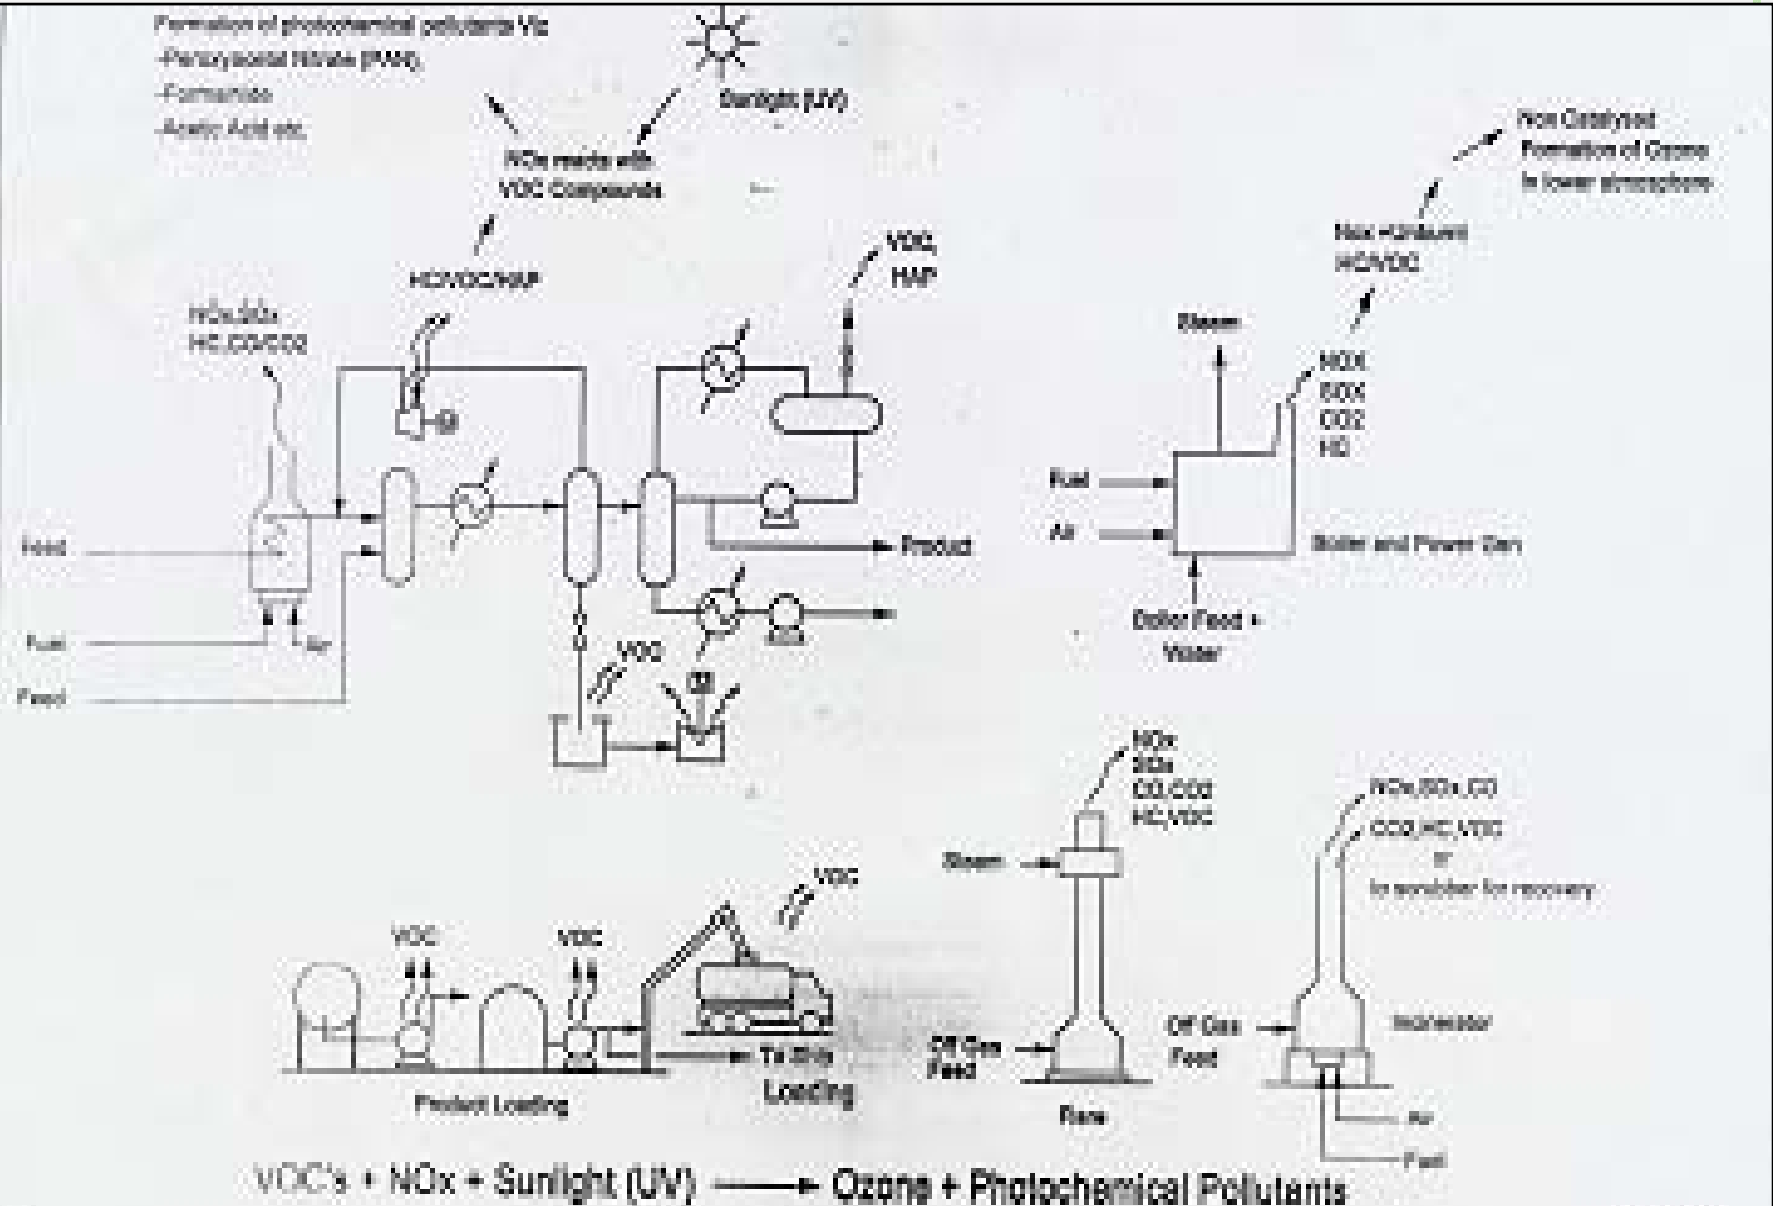 Formation of photochemical pollutants Viz
-Peroxyacital Nitrate (PAN),
-Formamide
-Acetic Acid etc.
Sunlight (UV)
NOx reacts with
VOC Compounds
HC/VOC/HAP
VOC,
HAP
NOx,SOx
HC,CO/CO2
Feed
Fuel
Air
Feed
Product
VOC
M
Nox Catalysed
Formation of Ozone
in lower atmosphere
Nox +Unburnt
HC/VOC
Steam
NOX
SOX
CO2
HC
Fuel
Air
Boiler and Power Gen
Boiler Feed +
Water
NOx
SOx
CO,CO2
HC,VOC
Steam
Off Gas
Feed
Flare
NOx,SOx,CO
CO2,HC,VOC
or
to scrubber for recovery
Off Gas
Feed
Incinerator
Air
Fuel
VOC
VOC
VOC
To Ship
Loading
Product Loading
VOC's + NOx + Sunlight (UV) Ozone + Photochemical Pollutants